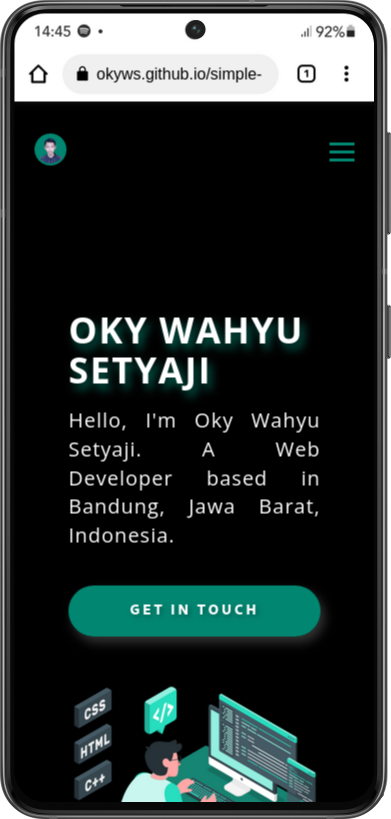 14:45
92%
okyws.github.io/simple-
1
OKY WAHYU
SETYAJI
Hello, I'm Oky Wahyu
Setyaji. A Web
Developer based in
Bandung, Jawa Barat,
Indonesia.
GET IN TOUCH
CSS
</>
HTML
C++